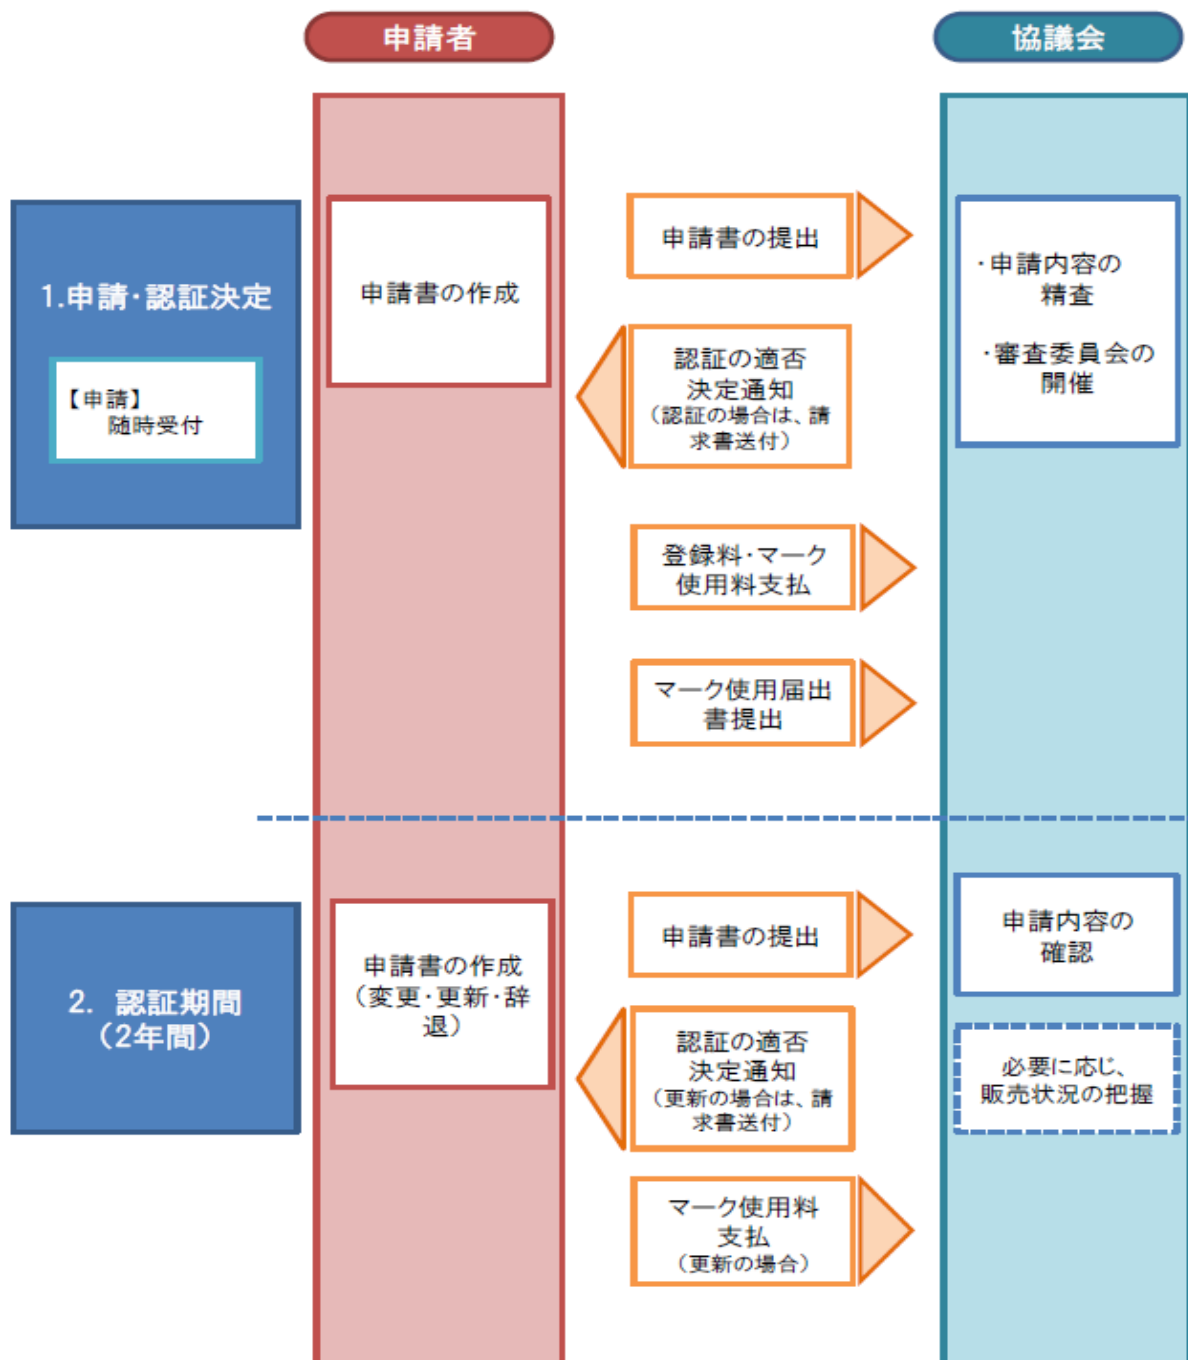 申請者
協議会
1.申請・認証決定
【申請】
随時受付
申請書の作成
申請書の提出
・申請内容の
精査
・審査委員会の
開催
認証の適否
決定通知
（認証の場合は、請
求書送付）
登録料・マーク
使用料支払
マーク使用届出
書提出
2. 認証期間
（2年間）
申請書の作成
（変更・更新・辞
退）
申請書の提出
申請内容の
確認
認証の適否
決定通知
（更新の場合は、請
求書送付）
必要に応じ、
販売状況の把握
マーク使用料
支払
（更新の場合）